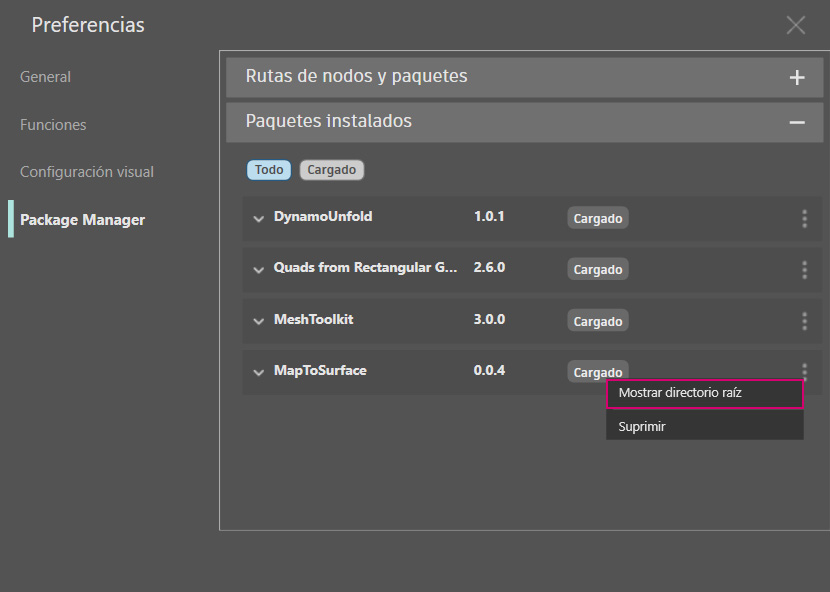 Preferencias
General
Funciones
Configuración visual
Package Manager
Rutas de nodos y paquetes
Paquetes instalados
Todo Cargado
DynamoUnfold 1.0.1 Cargado
Quads from Rectangular G... 2.6.0 Cargado
MeshToolkit 3.0.0 Cargado
MapToSurface 0.0.4 Cargado
Mostrar directorio raíz
Suprimir